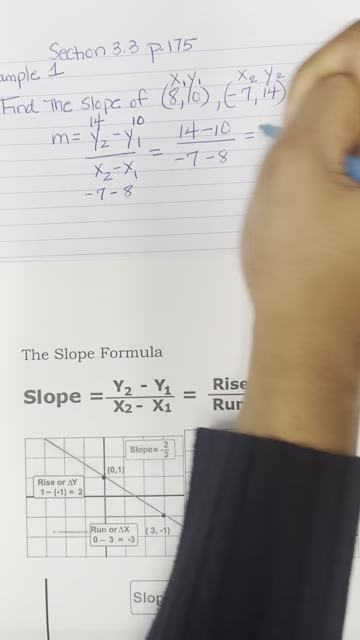 Section 3.3 p.175
ample 1
X₁ Y₁ X₂ Y₂
Find The Slope of (8,10), (-7,14)
14 10
m = Y₂ - Y₁ / X₂ - X₁ = 14 - 10 / -7 - 8 =
-7 - 8
The Slope Formula
Slope = Y₂ - Y₁ / X₂ - X₁ = Rise / Run
Slope = -2/3
(0,1)
Rise or ΔY
1 - (-1) = 2
Run or ΔX
0 - 3 = -3
(3, -1)
Slop